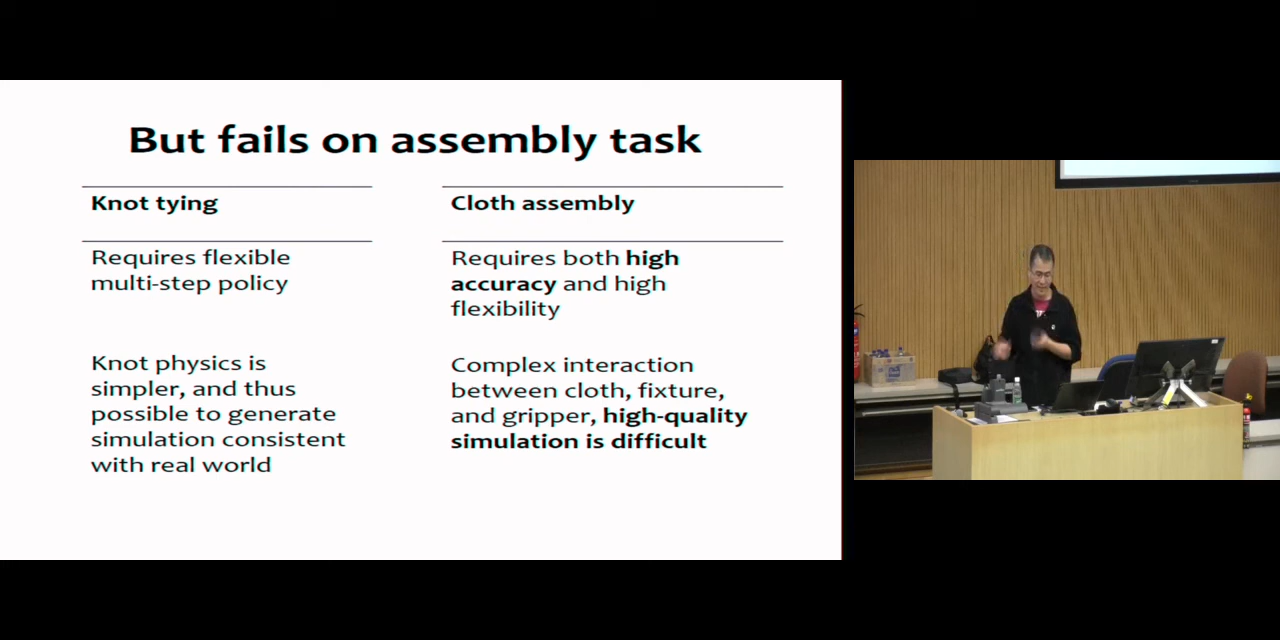 But fails on assembly task
Knot tying
Requires flexible
multi-step policy
Knot physics is
simpler, and thus
possible to generate
simulation consistent
with real world
Cloth assembly
Requires both high
accuracy and high
flexibility
Complex interaction
between cloth, fixture,
and gripper, high-quality
simulation is difficult